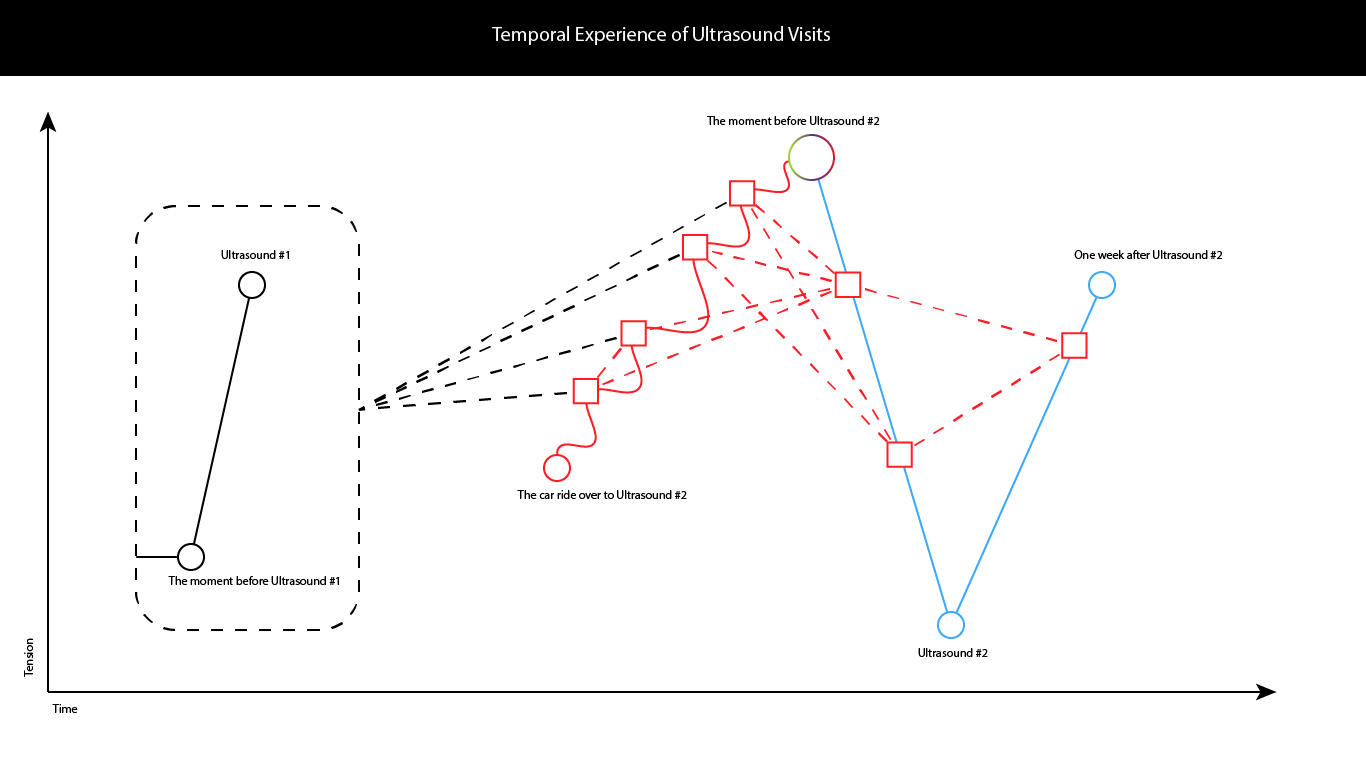 Temporal Experience of Ultrasound Visits
The moment before Ultrasound #2
Ultrasound #1
One week after Ultrasound #2
The car ride over to Ultrasound #2
The moment before Ultrasound #1
Ultrasound #2
Tension
Time